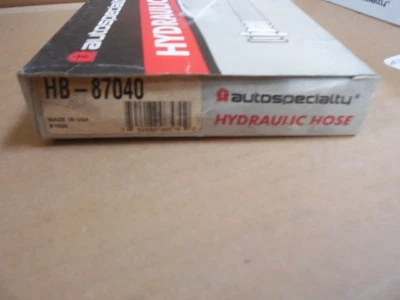 autospecialty
HYDRAULIC
HB-87040
autospecialty
MADE IN USA
HYDRAULIC HOSE